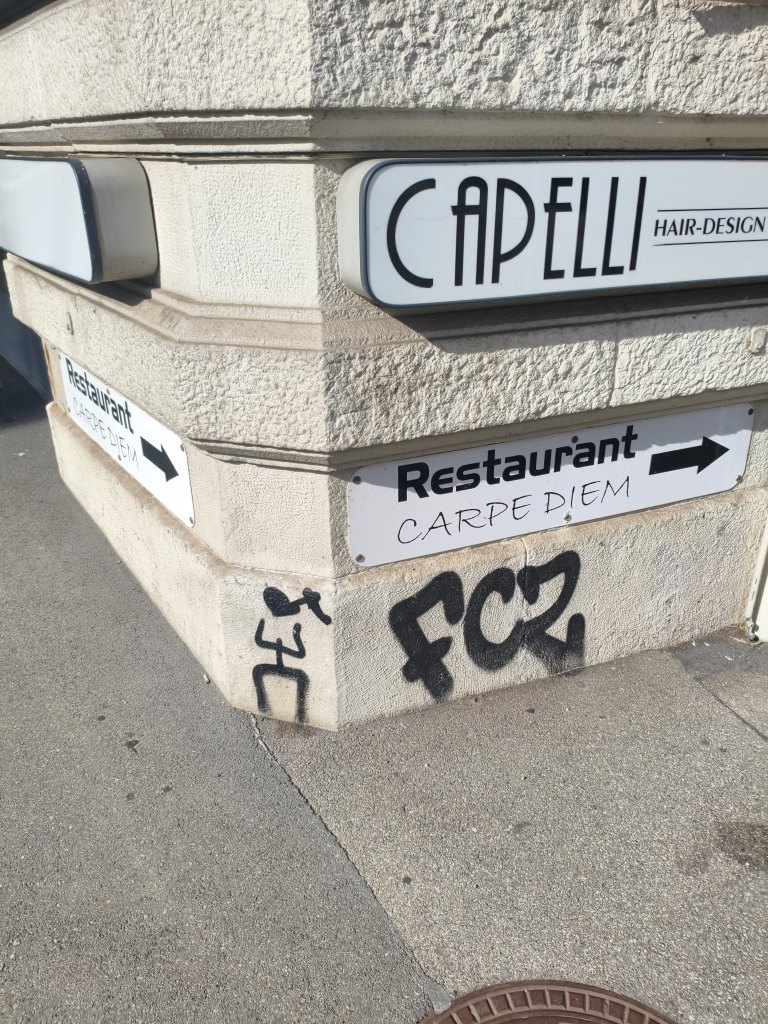 CAPELLI
HAIR-DESIGN
Restaurant
CARPE DIEM
Restaurant
CARPE DIEM
FCZ